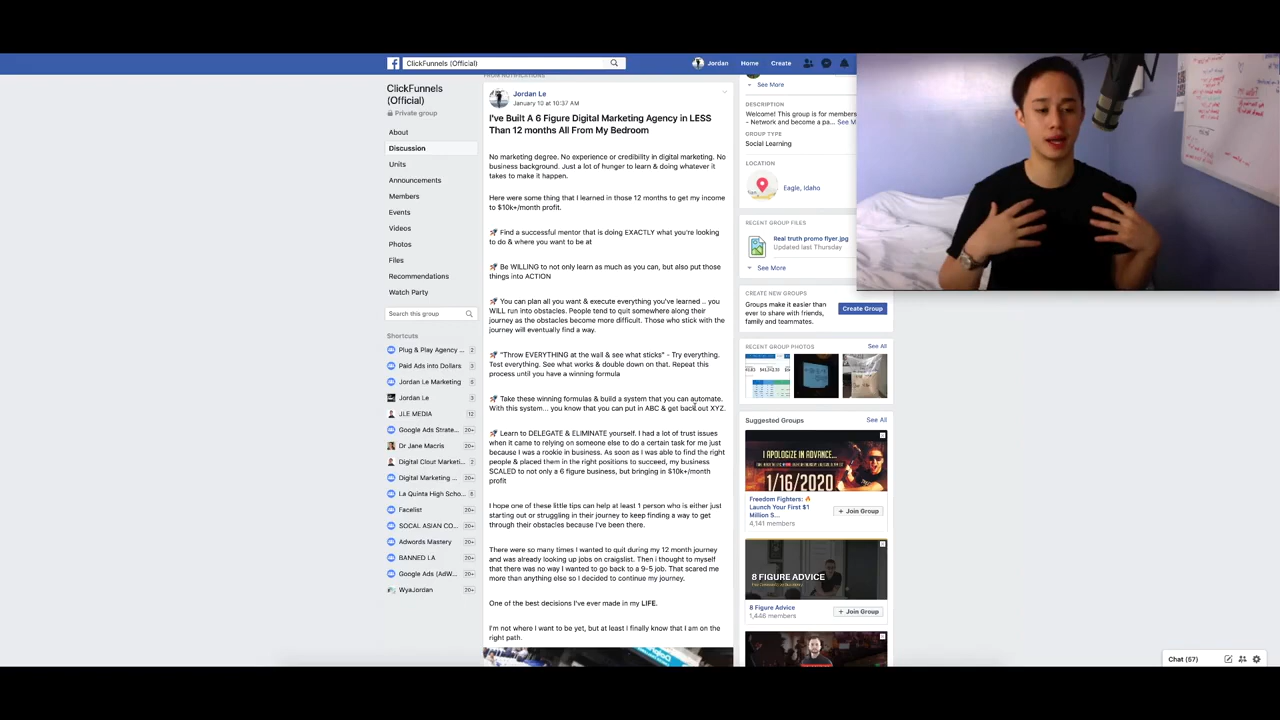 ClickFunnels (Official)
Jordan
Home
Create
ClickFunnels
(Official)
Private group
About
Discussion
Units
Announcements
Members
Events
Videos
Photos
Files
Recommendations
Watch Party
Search this group
Shortcuts
Plug & Play Agency ... 2
Paid Ads into Dollars 3
Jordan Le Marketing 6
Jordan Le 3
JLE MEDIA 12
Google Ads Strate... 20+
Dr Jane Macris 20+
Digital Clout Marketi... 2
Digital Marketing ... 20+
La Quinta High Scho... 6
Facelist 20+
SOCAL ASIAN CO... 20+
Adwords Mastery 20+
BANNED LA 20+
Google Ads (AdW... 20+
WyaJordan 20+
FROM NOTIFICATIONS
Jordan Le
January 10 at 10:37 AM
I've Built A 6 Figure Digital Marketing Agency in LESS
Than 12 months All From My Bedroom
No marketing degree. No experience or credibility in digital marketing. No
business background. Just a lot of hunger to learn & doing whatever it
takes to make it happen.
Here were some thing that I learned in those 12 months to get my income
to $10k+/month profit.
🚀 Find a successful mentor that is doing EXACTLY what you're looking
to do & where you want to be at
🚀 Be WILLING to not only learn as much as you can, but also put those
things into ACTION
🚀 You can plan all you want & execute everything you've learned .. you
WILL run into obstacles. People tend to quit somewhere along their
journey as the obstacles become more difficult. Those who stick with the
journey will eventually find a way.
🚀 "Throw EVERYTHING at the wall & see what sticks" - Try everything.
Test everything. See what works & double down on that. Repeat this
process until you have a winning formula
🚀 Take these winning formulas & build a system that you can automate.
With this system... you know that you can put in ABC & get back out XYZ.
🚀 Learn to DELEGATE & ELIMINATE yourself. I had a lot of trust issues
when it came to relying on someone else to do a certain task for me just
because I was a rookie in business. As soon as I was able to find the right
people & placed them in the right positions to succeed, my business
SCALED to not only a 6 figure business, but bringing in $10k+/month
profit
I hope one of these little tips can help at least 1 person who is either just
starting out or struggling in their journey to keep finding a way to get
through their obstacles because I've been there.
There were so many times I wanted to quit during my 12 month journey
and was already looking up jobs on craigslist. Then i thought to myself
that there was no way I wanted to go back to a 9-5 job. That scared me
more than anything else so I decided to continue my journey.
One of the best decisions I've ever made in my LIFE.
I'm not where I want to be yet, but at least I finally know that I am on the
right path.
See More
DESCRIPTION
Welcome! This group is for members
- Network and become a pa... See M
GROUP TYPE
Social Learning
LOCATION
Eagle, Idaho
RECENT GROUP FILES
Real truth promo flyer.jpg
Updated last Thursday
See More
CREATE NEW GROUPS
Groups make it easier than
ever to share with friends,
family and teammates.
Create Group
RECENT GROUP PHOTOS
See All
Suggested Groups
See All
I APOLOGIZE IN ADVANCE...
1/16/2020
Freedom Fighters: 🔥
Launch Your First $1
Million S...
4,141 members
+ Join Group
8 FIGURE ADVICE
8 Figure Advice
1,446 members
+ Join Group
Chat (67)